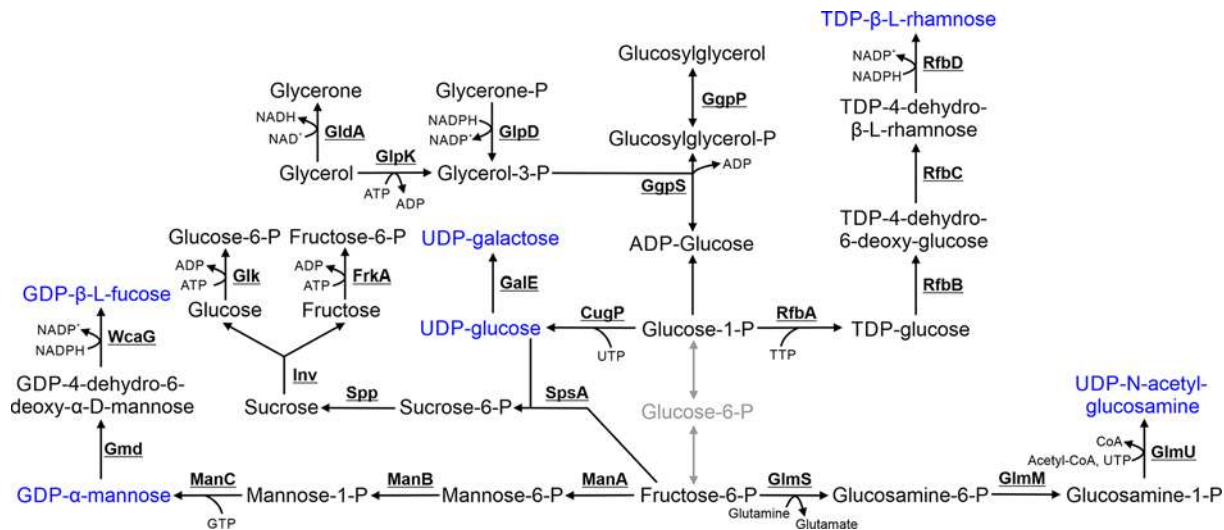 TDP-β-L-rhamnose
NADP+
NADPH
RfbD
TDP-4-dehydro-
β-L-rhamnose
RfbC
TDP-4-dehydro-
6-deoxy-glucose
RfbB
TDP-glucose
Glucosylglycerol
GgpP
Glucosylglycerol-P
ADP
GgpS
ADP-Glucose
Glycerone
NADH
NAD+
GldA
Glycerol
GlpK
ATP
ADP
Glycerone-P
NADPH
NADP+
GlpD
Glycerol-3-P
Glucose-6-P
ADP
ATP
Glk
Glucose
Fructose-6-P
ADP
ATP
FrkA
Fructose
UDP-galactose
GalE
UDP-glucose
CugP
UTP
Glucose-1-P
RfbA
TTP
GDP-β-L-fucose
NADP+
NADPH
WcaG
GDP-4-dehydro-6-
deoxy-α-D-mannose
Gmd
GDP-α-mannose
Inv
Sucrose
Spp
Sucrose-6-P
SpsA
Glucose-6-P
ManC
GTP
Mannose-1-P
ManB
Mannose-6-P
ManA
Fructose-6-P
GlmS
Glutamine
Glutamate
Glucosamine-6-P
GlmM
Glucosamine-1-P
UDP-N-acetyl-
glucosamine
CoA
Acetyl-CoA, UTP
GlmU